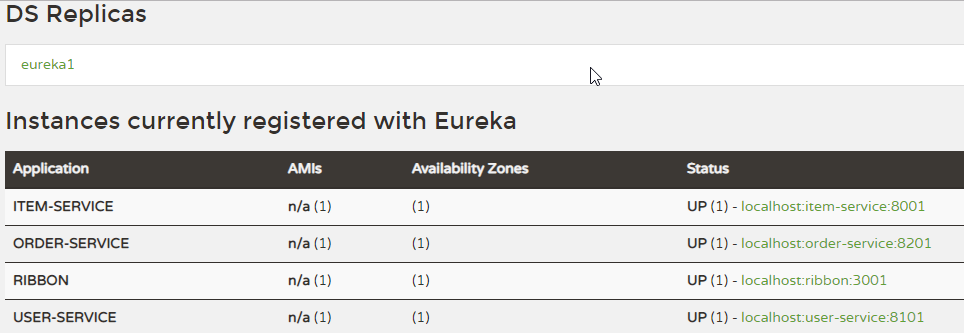 DS Replicas
eureka1
Instances currently registered with Eureka
Application AMIs Availability Zones Status
ITEM-SERVICE n/a (1) (1) UP (1) - localhost:item-service:8001
ORDER-SERVICE n/a (1) (1) UP (1) - localhost:order-service:8201
RIBBON n/a (1) (1) UP (1) - localhost:ribbon:3001
USER-SERVICE n/a (1) (1) UP (1) - localhost:user-service:8101